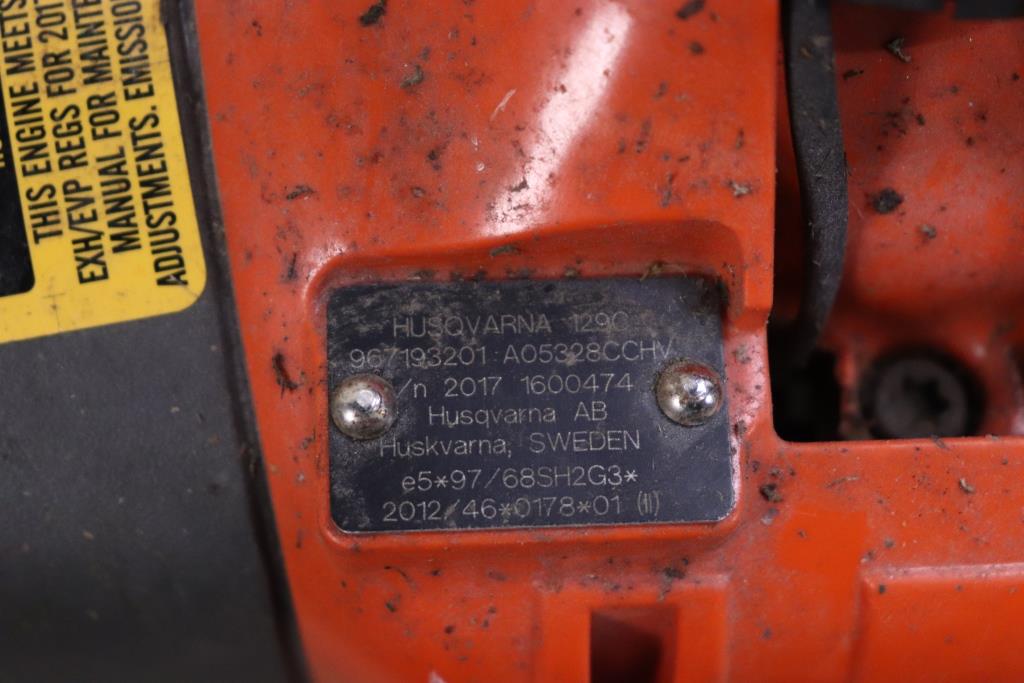 THIS ENGINE MEETS
EXH/EVP REGS FOR 201
MANUAL FOR MAINTE
ADJUSTMENTS. EMISSION
HUSQVARNA 129C
967193201 A05328CCHV
/n 2017 1600474
Husqvarna AB
Huskvarna, SWEDEN
e5*97/68SH2G3*
2012/46*0178*01 (II)